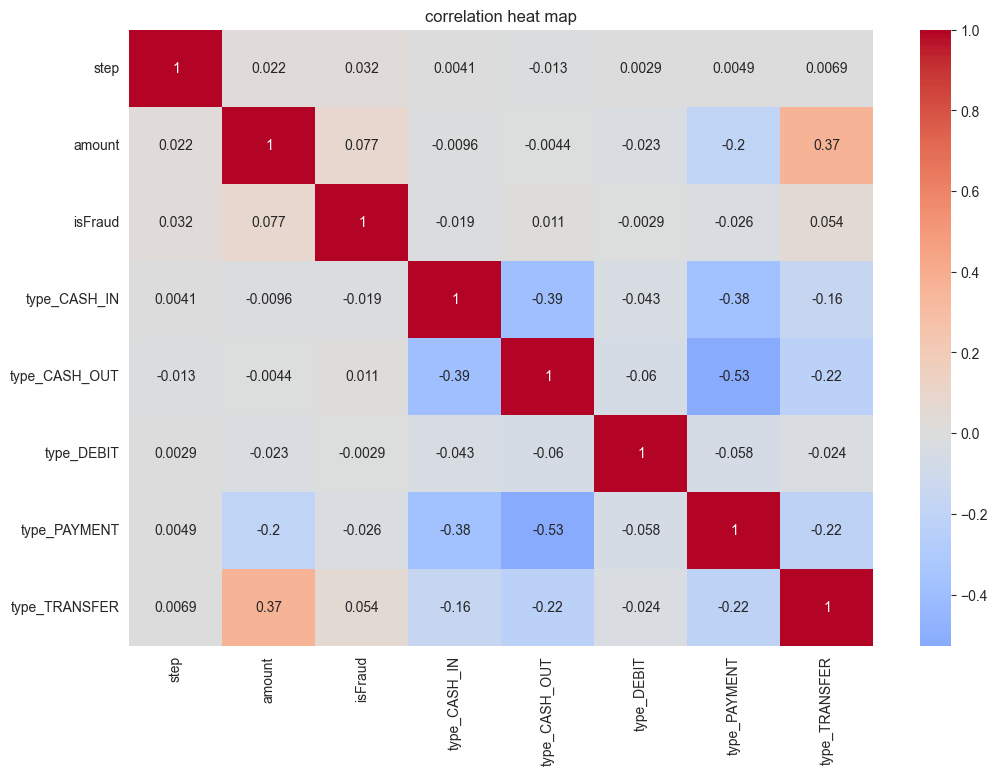 correlation heat map
step 1 0.022 0.032 0.0041 -0.013 0.0029 0.0049 0.0069
amount 0.022 1 0.077 -0.0096 -0.0044 -0.023 -0.2 0.37
isFraud 0.032 0.077 1 -0.019 0.011 -0.0029 -0.026 0.054
type_CASH_IN 0.0041 -0.0096 -0.019 1 -0.39 -0.043 -0.38 -0.16
type_CASH_OUT -0.013 -0.0044 0.011 -0.39 1 -0.06 -0.53 -0.22
type_DEBIT 0.0029 -0.023 -0.0029 -0.043 -0.06 1 -0.058 -0.024
type_PAYMENT 0.0049 -0.2 -0.026 -0.38 -0.53 -0.058 1 -0.22
type_TRANSFER 0.0069 0.37 0.054 -0.16 -0.22 -0.024 -0.22 1
step amount isFraud type_CASH_IN type_CASH_OUT type_DEBIT type_PAYMENT type_TRANSFER
1.0
0.8
0.6
0.4
0.2
0.0
−0.2
−0.4